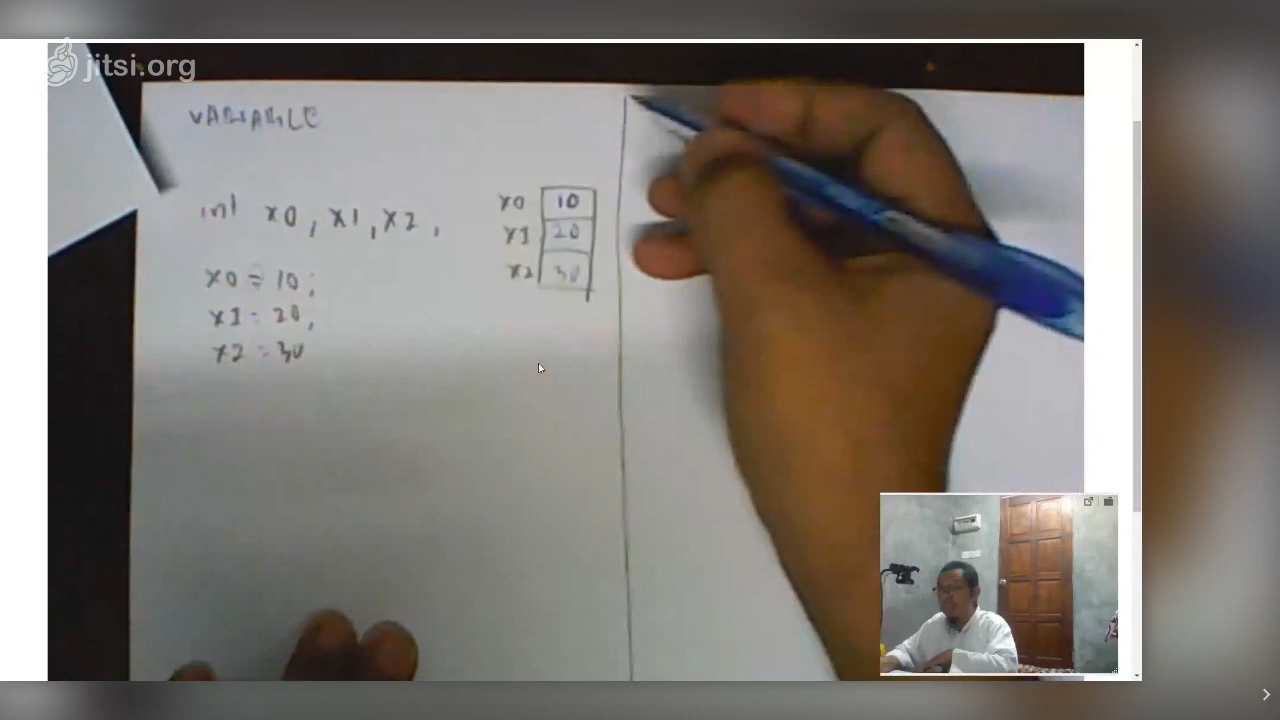 jitsi.org
VARIABLE
int x0, x1, x2,
x0 = 10;
x1 = 20;
x2 = 30
x0 10
x1 20
x2 30